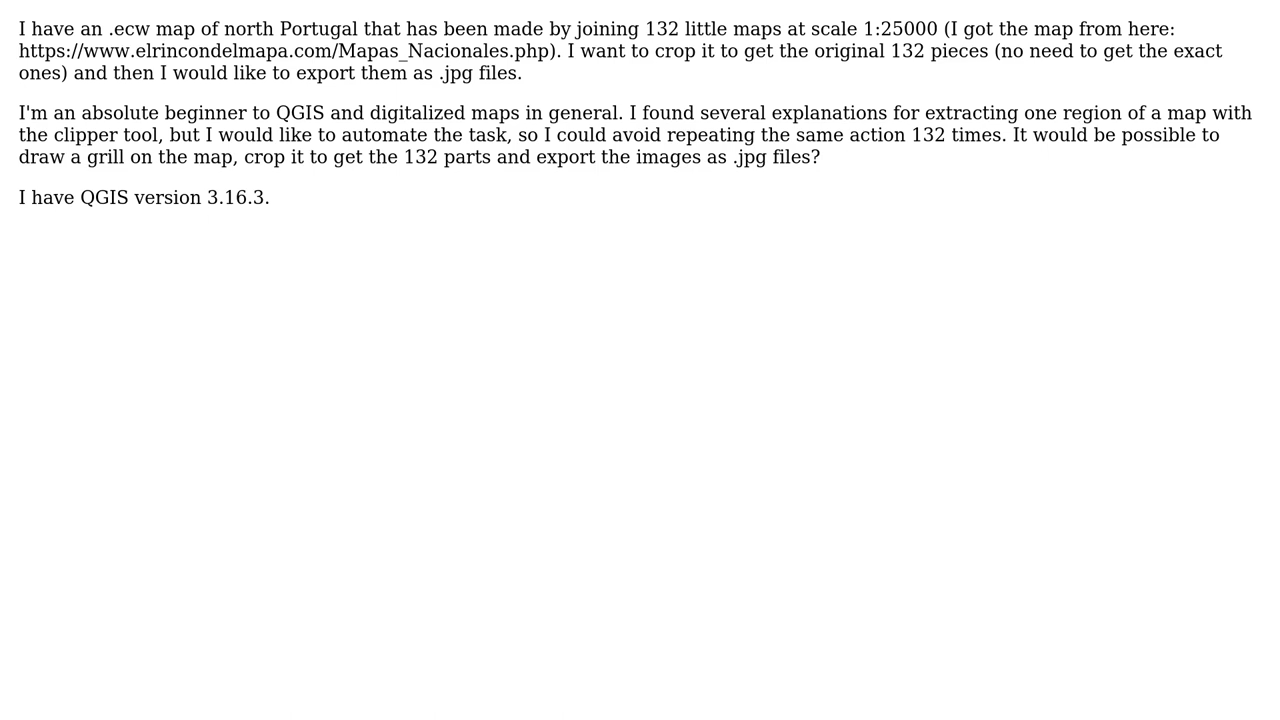 I have an .ecw map of north Portugal that has been made by joining 132 little maps at scale 1:25000 (I got the map from here:
https://www.elrincondelmapa.com/Mapas_Nacionales.php). I want to crop it to get the original 132 pieces (no need to get the exact
ones) and then I would like to export them as .jpg files.
I'm an absolute beginner to QGIS and digitalized maps in general. I found several explanations for extracting one region of a map with
the clipper tool, but I would like to automate the task, so I could avoid repeating the same action 132 times. It would be possible to
draw a grill on the map, crop it to get the 132 parts and export the images as .jpg files?
I have QGIS version 3.16.3.